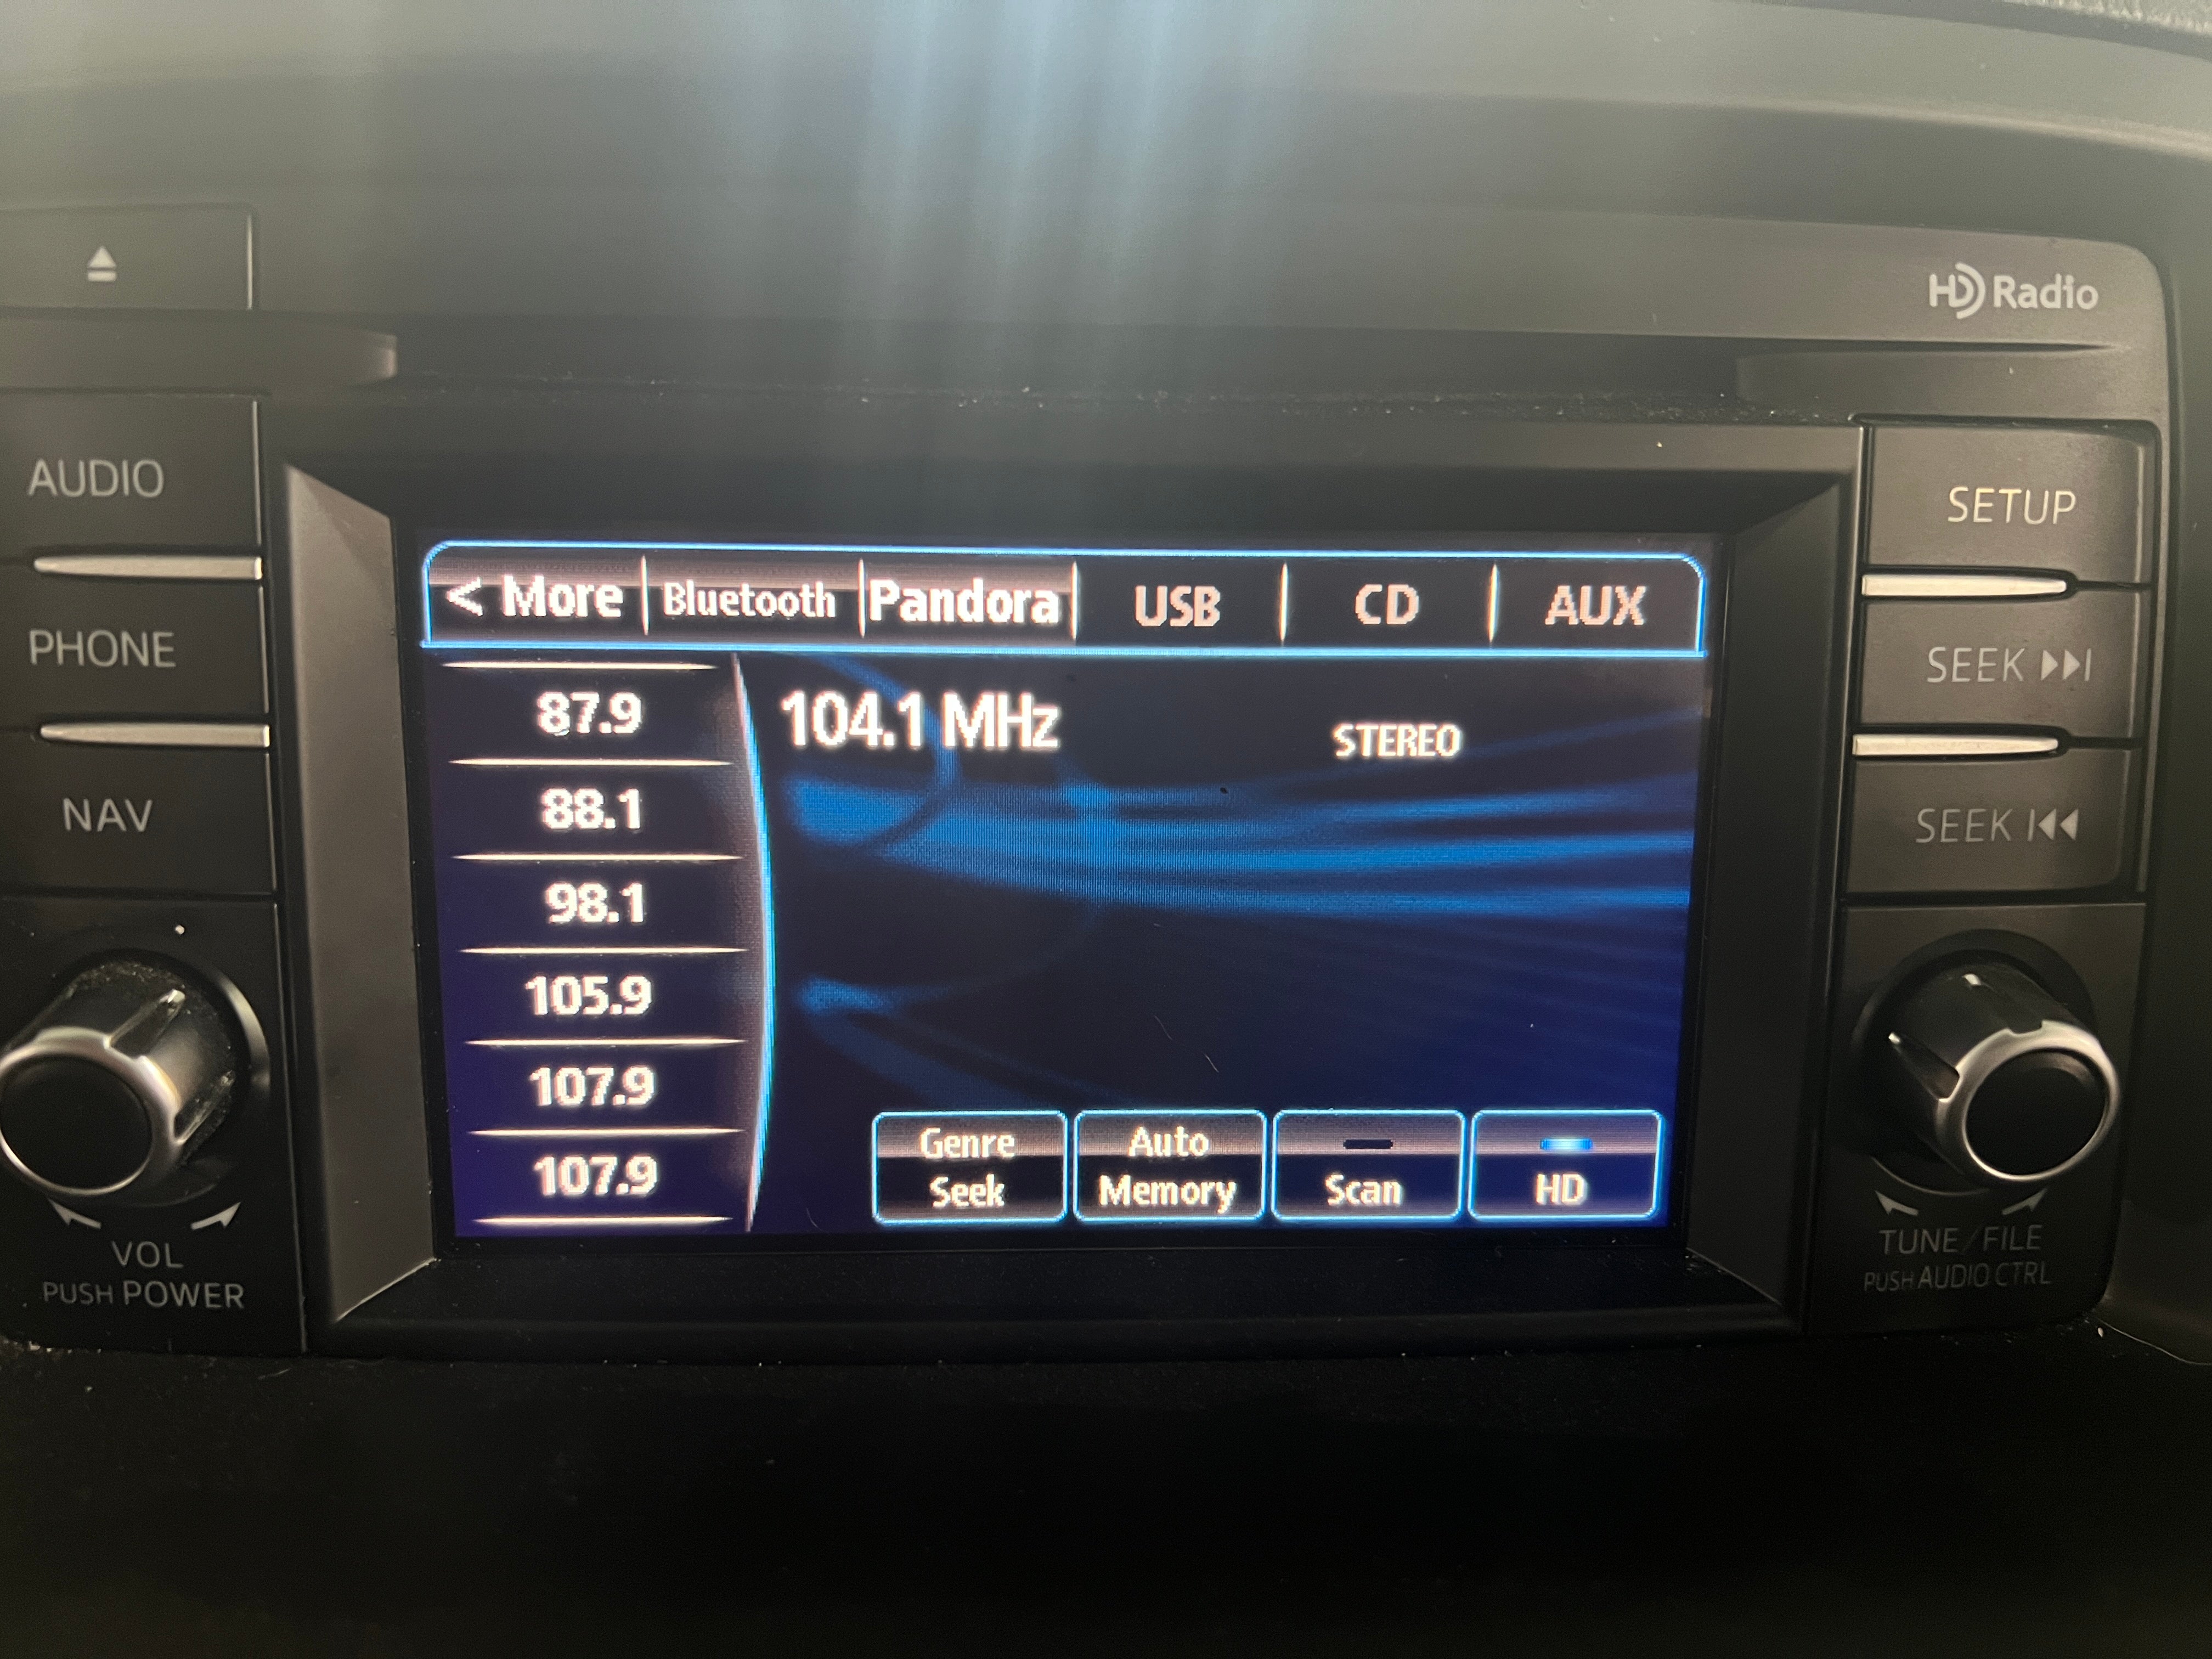 HD Radio
AUDIO
PHONE
NAV
VOL
PUSH POWER
< More Bluetooth Pandora USB CD AUX
87.9
88.1
98.1
105.9
107.9
107.9
104.1 MHz STEREO
Genre Seek
Auto Memory
Scan
HD
SETUP
SEEK
SEEK
TUNE/FILE
PUSH AUDIO CTRL